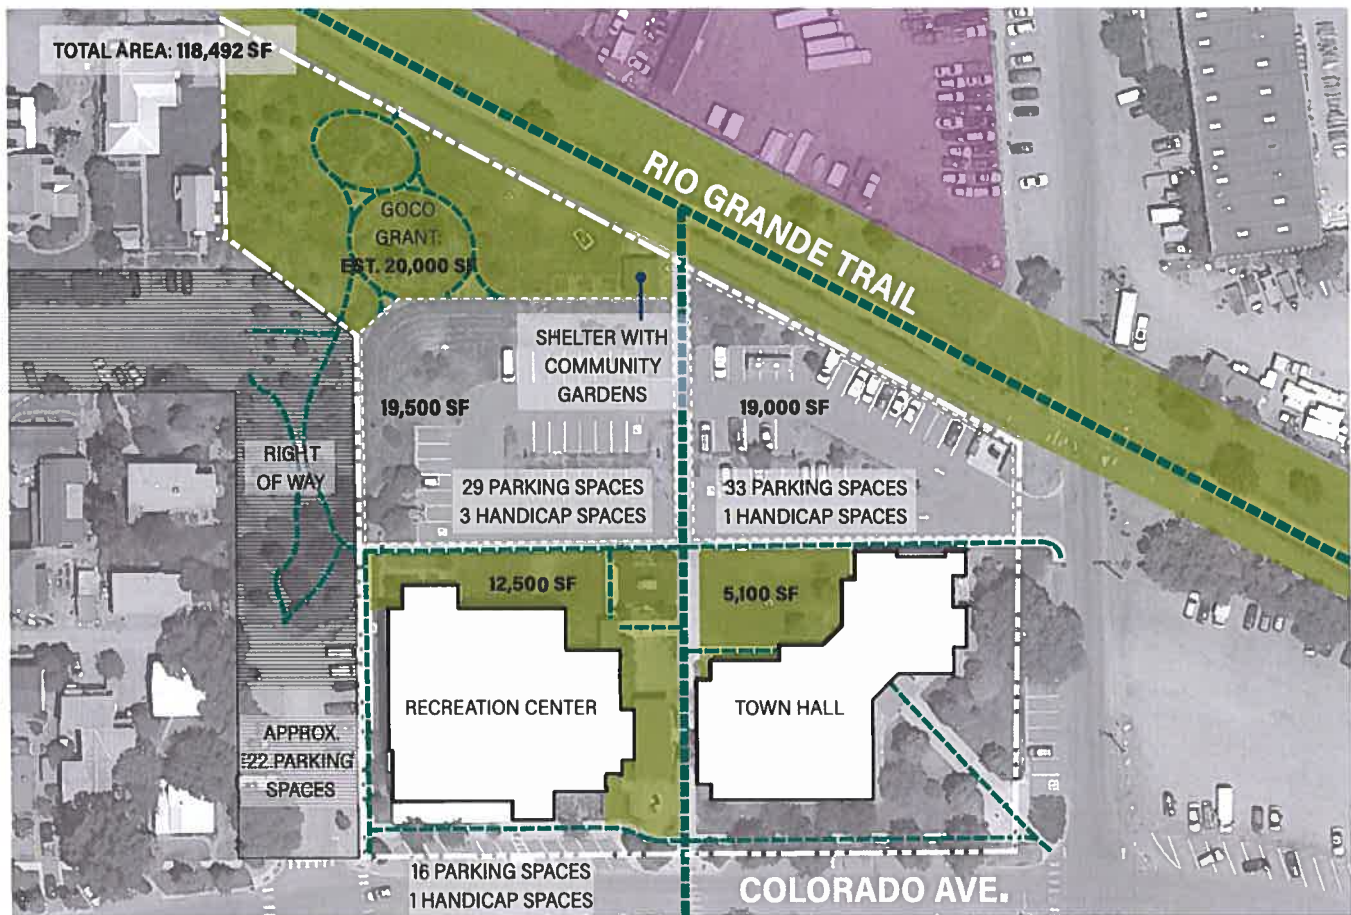 TOTAL AREA: 118,492 SF
RIO GRANDE TRAIL
GOCO
GRANT:
EST. 20,000 SF
SHELTER WITH
COMMUNITY
GARDENS
19,500 SF
19,000 SF
RIGHT
OF WAY
29 PARKING SPACES
3 HANDICAP SPACES
33 PARKING SPACES
1 HANDICAP SPACES
12,500 SF
5,100 SF
RECREATION CENTER
TOWN HALL
APPROX.
22 PARKING
SPACES
16 PARKING SPACES
1 HANDICAP SPACES
COLORADO AVE.